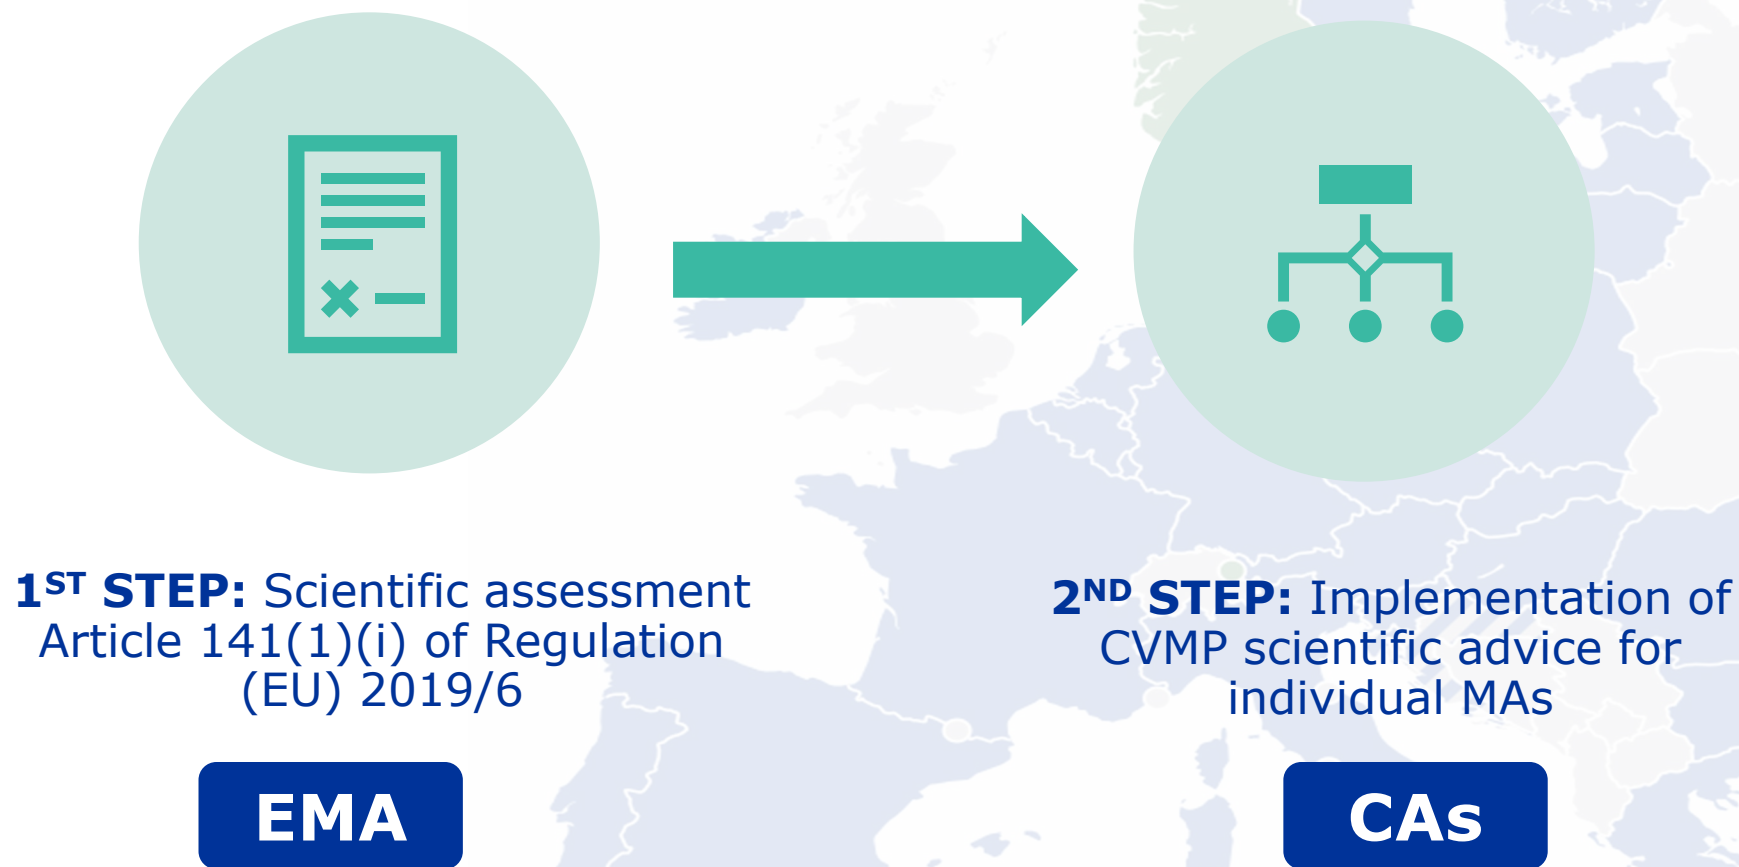 1ST STEP: Scientific assessment
Article 141(1)(i) of Regulation
(EU) 2019/6
EMA
2ND STEP: Implementation of
CVMP scientific advice for
individual MAs
CAs